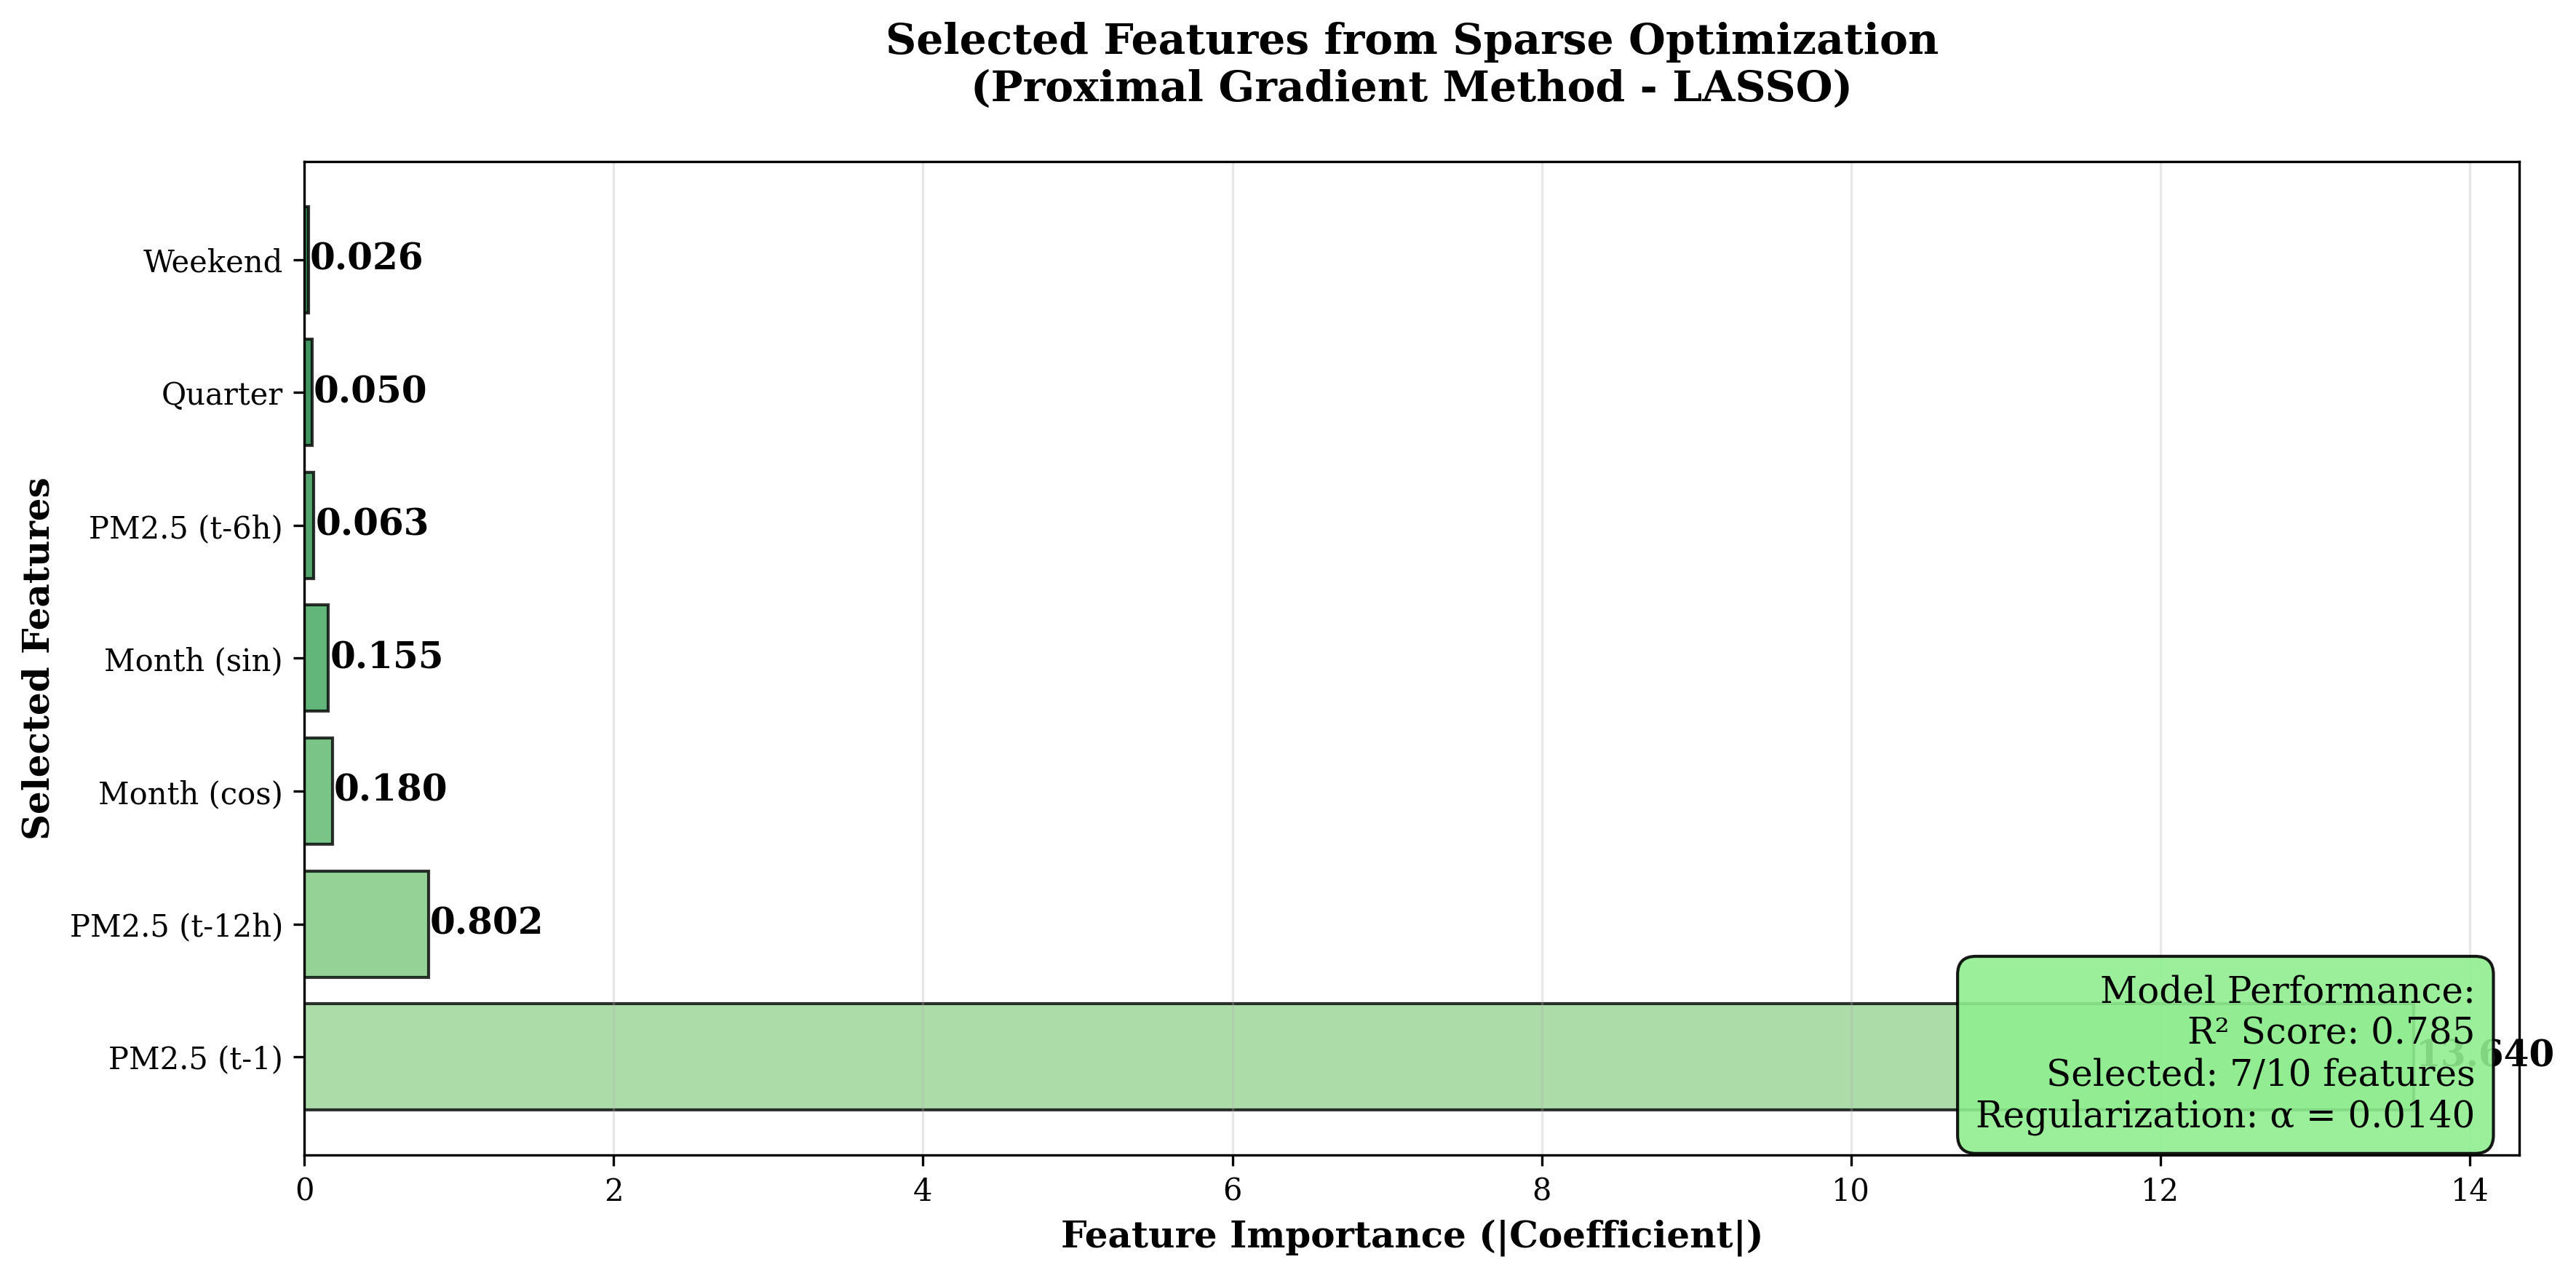 Selected Features from Sparse Optimization
(Proximal Gradient Method - LASSO)
Selected Features
Weekend
0.026
Quarter
0.050
PM2.5 (t-6h)
0.063
Month (sin)
0.155
Month (cos)
0.180
PM2.5 (t-12h)
0.802
PM2.5 (t-1)
13.640
Model Performance:
R² Score: 0.785
Selected: 7/10 features
Regularization: α = 0.0140
0 2 4 6 8 10 12 14
Feature Importance (|Coefficient|)